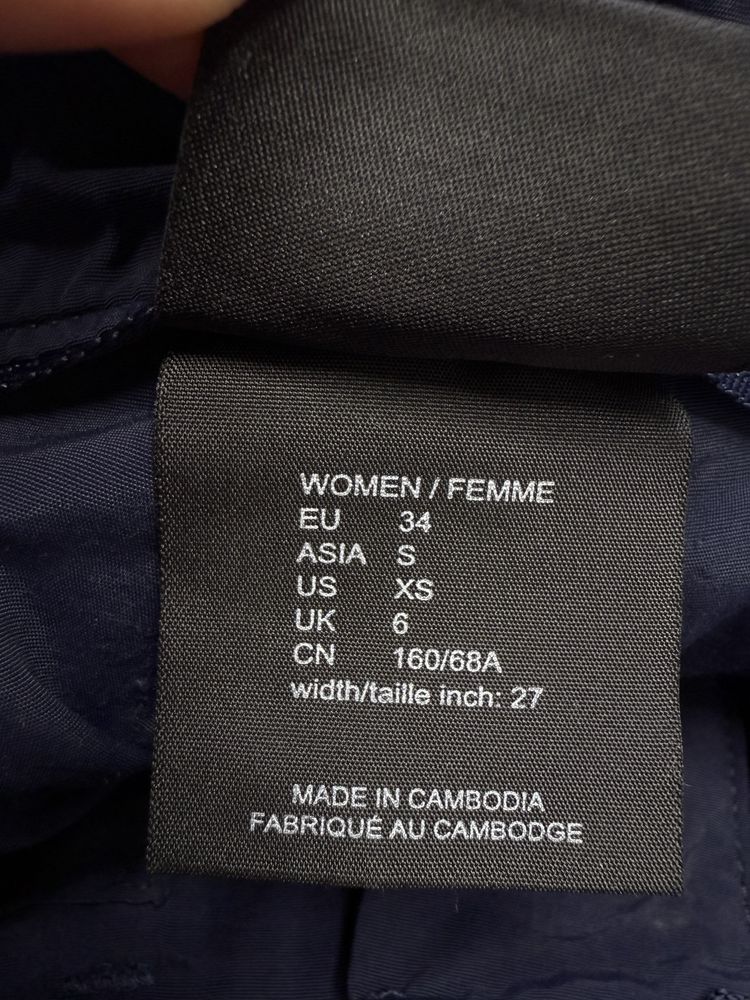 WOMEN / FEMME
EU 34
ASIA S
US XS
UK 6
CN 160/68A
width/taille inch: 27
MADE IN CAMBODIA
FABRIQUÉ AU CAMBODGE